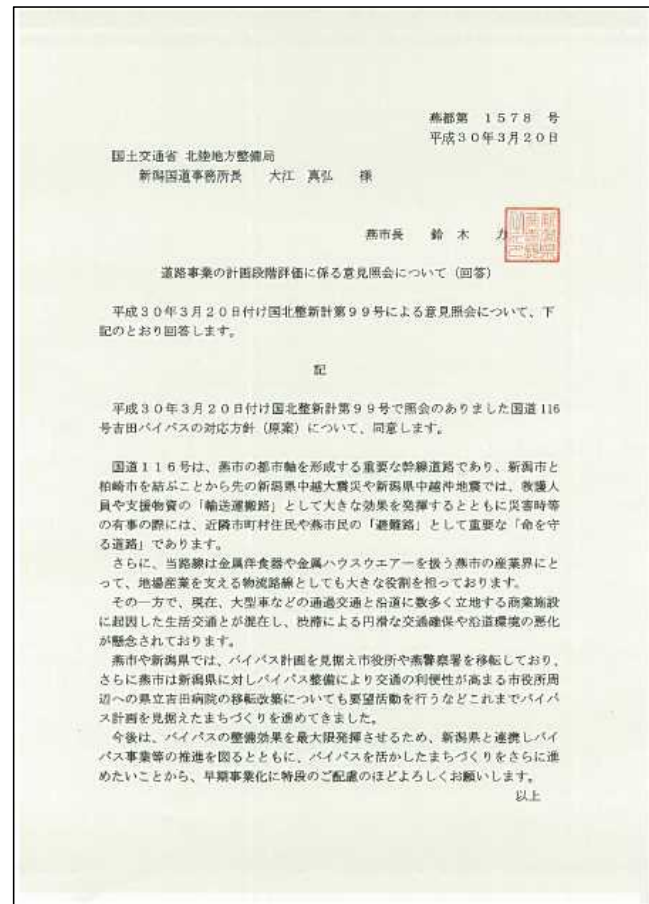 燕都第 1578 号
平成30年3月20日
国土交通省 北陸地方整備局
新潟国道事務所長 大江 真弘 様
燕市長 鈴木 力
道路事業の計画段階評価に係る意見照会について（回答）
平成30年3月20日付け国北整新計第99号による意見照会について、下
記のとおり回答します。
記
平成30年3月20日付け国北整新計第99号で照会のありました国道116
号吉田バイパスの対応方針（原案）について、同意します。
国道116号は、燕市の都市軸を形成する重要な幹線道路であり、新潟市と
柏崎市を結ぶことから先の新潟県中越大震災や新潟県中越沖地震では、救援人
員や支援物資の「輸送運搬路」として大きな効果を発揮するとともに災害時等
の有事の際には、近隣市町村住民や燕市民の「避難路」として重要な「命を守
る道路」であります。
さらに、当路線は金属洋食器や金属ハウスウエアーを扱う燕市の産業界にと
って、地場産業を支える物流路線としても大きな役割を担っております。
その一方で、現在、大型車などの通過交通と沿道に数多く立地する商業施設
に起因した生活交通とが混在し、渋滞による円滑な交通確保や沿道環境の悪化
が懸念されております。
燕市や新潟県では、バイパス計画を見据え市役所や燕警察署を移転しており、
さらに燕市は新潟県に対しバイパス整備により交通の利便性が高まる市役所周
辺への県立吉田病院の移転改築についても要望活動を行うなどこれまでバイパ
ス計画を見据えたまちづくりを進めてきました。
今後は、バイパスの整備効果を最大限発揮させるため、新潟県と連携しバイ
パス事業等の推進を図るとともに、バイパスを活かしたまちづくりをさらに進
めたいことから、早期事業化に特段のご配慮のほどよろしくお願いします。
以上